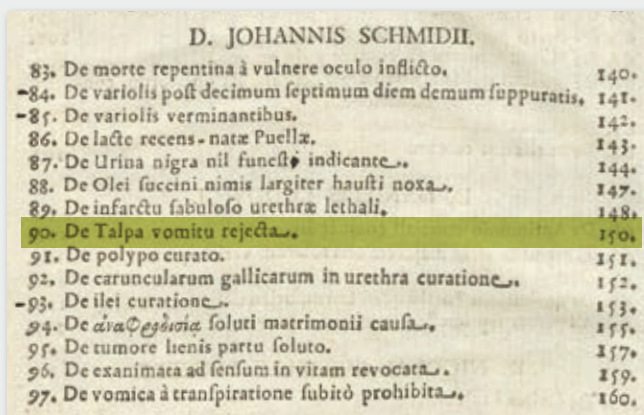 D. JOHANNIS SCHMIDII.
83. De morte repentina à vulnere oculo inflicto. 140.
-84. De variolis poſt decimum ſeptimum diem demum ſuppuratis. 141.
-85. De variolis verminantibus. 142.
86. De lacte recens-natæ Puellæ. 143.
87. De Urina nigra nil funeſti indicante. 144.
88. De Olei ſuccini nimis largiter hauſti noxa. 147.
89. De infarctu ſabuloſo urethræ lethali. 148.
90. De Talpa vomitu rejecta. 150.
91. De polypo curato. 151.
92. De caruncularum gallicarum in urethra curatione. 152.
-93. De ilei curatione. 153.
94. De ἀναφροδισίᾳ ſoluti matrimonii cauſa. 155.
95. De tumore lienis partu ſoluto. 157.
96. De exanimata ad ſenſum in vitam revocata. 159.
97. De vomica à tranſpiratione ſubitò prohibita. 160.